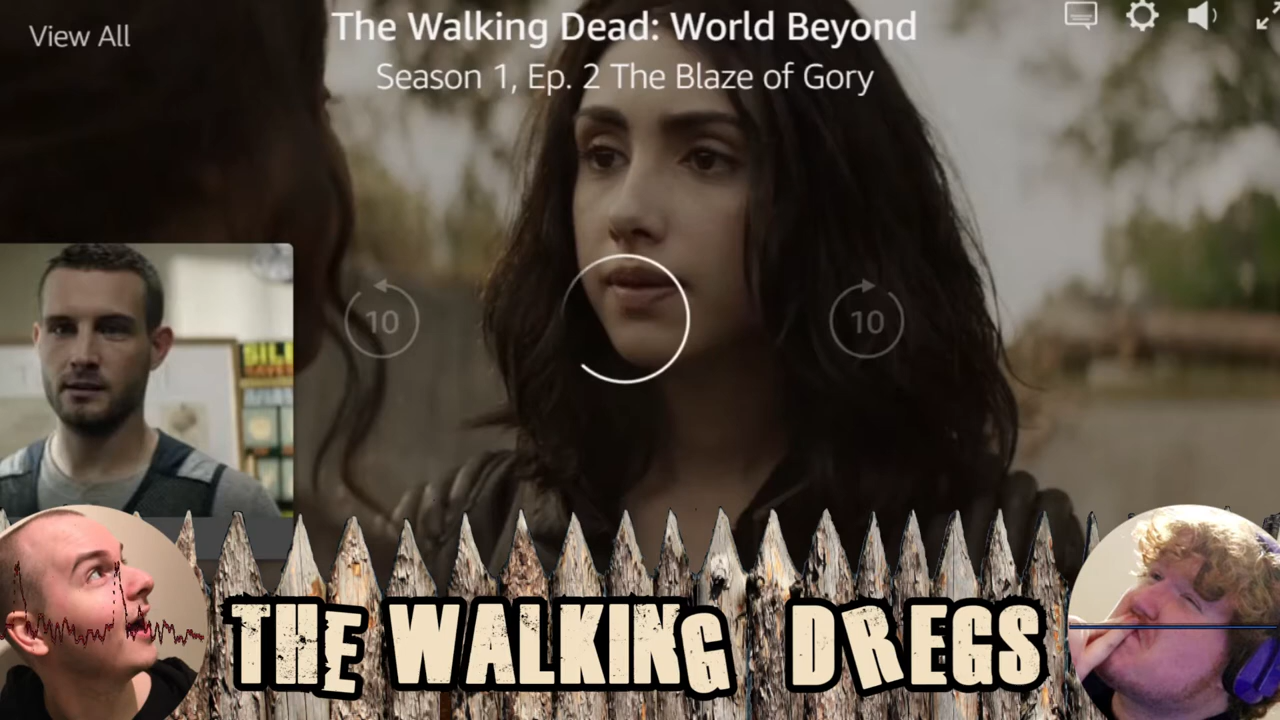 View All
The Walking Dead: World Beyond
Season 1, Ep. 2 The Blaze of Gory
10
10
THE WALKING DREGS